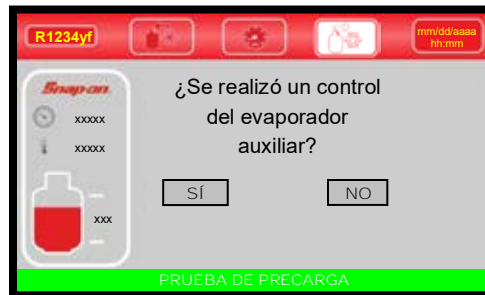 R1234yf
mm/dd/aaaa
hh:mm
Snap-on
xxxxx
xxxxx
xxx
¿Se realizó un control
del evaporador
auxiliar?
SÍ NO
PRUEBA DE PRECARGA